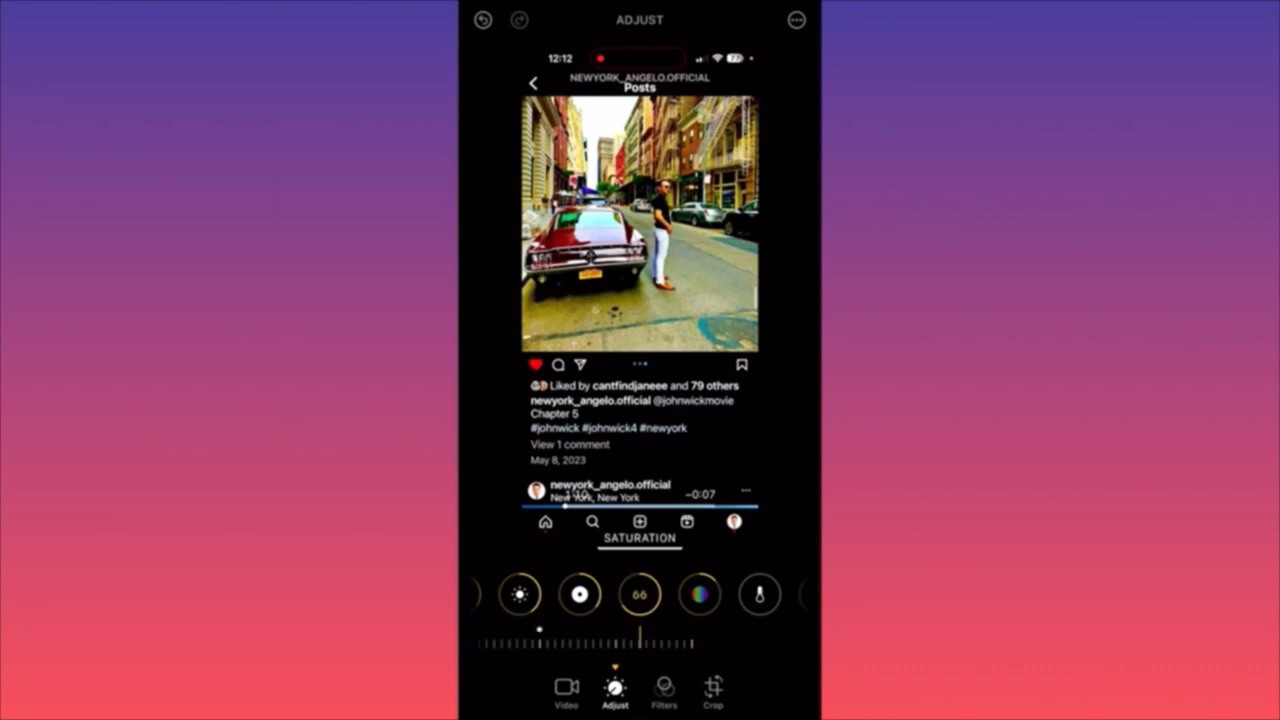 ADJUST
12:12
77
NEWYORK_ANGELO.OFFICIAL
Posts
Liked by cantfindjaneee and 79 others
newyork_angelo.official @johnwickmovie
Chapter 5
#johnwick #johnwick4 #newyork
View 1 comment
May 8, 2023
newyork_angelo.official
New York, New York
-0:07
SATURATION
66
Video Adjust Filters Crop